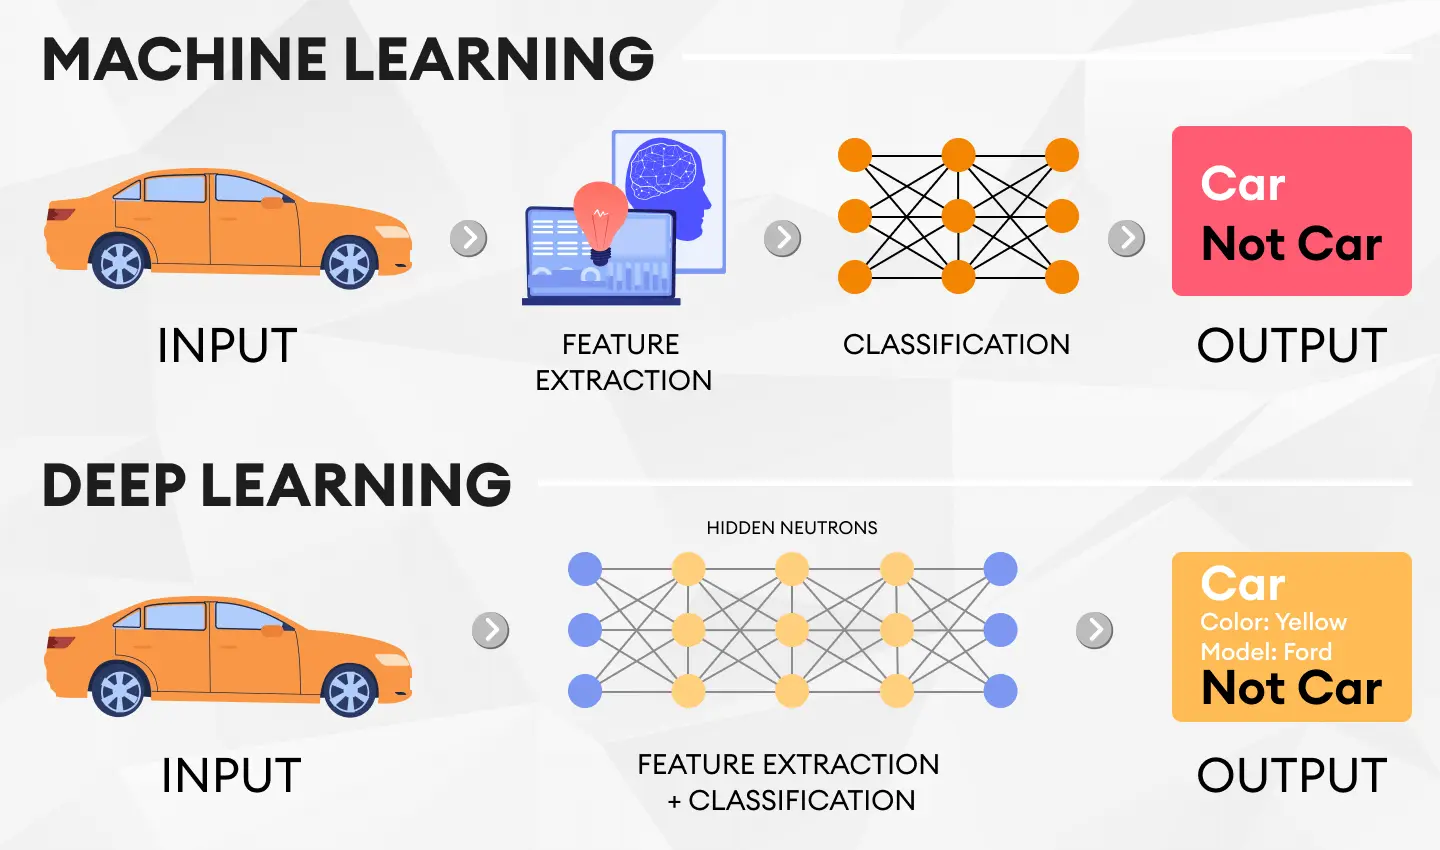 MACHINE LEARNING
Car
Not Car
INPUT
FEATURE
EXTRACTION
CLASSIFICATION
OUTPUT
DEEP LEARNING
HIDDEN NEUTRONS
Car
Color: Yellow
Model: Ford
Not Car
INPUT
FEATURE EXTRACTION
+ CLASSIFICATION
OUTPUT